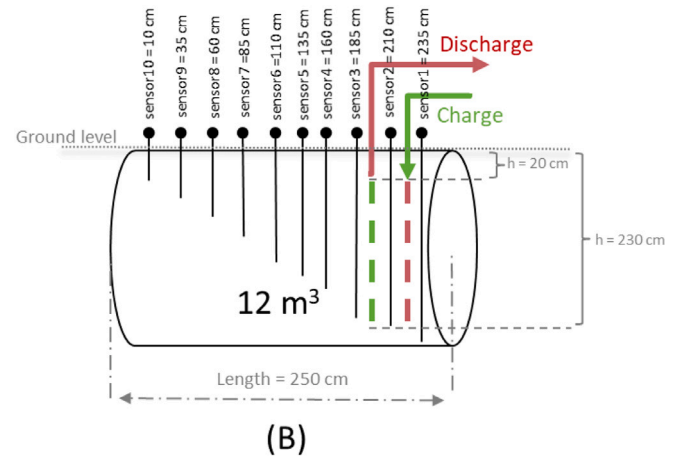 sensor10 = 10 cm
sensor9 = 35 cm
sensor8 = 60 cm
sensor7 =85 cm
sensor6 =110 cm
sensor5 = 135 cm
sensor4 = 160 cm
sensor3 = 185 cm
sensor2 = 210 cm
sensor1 = 235 cm
Discharge
Charge
Ground level
h = 20 cm
h = 230 cm
12 m³
Length = 250 cm
(B)